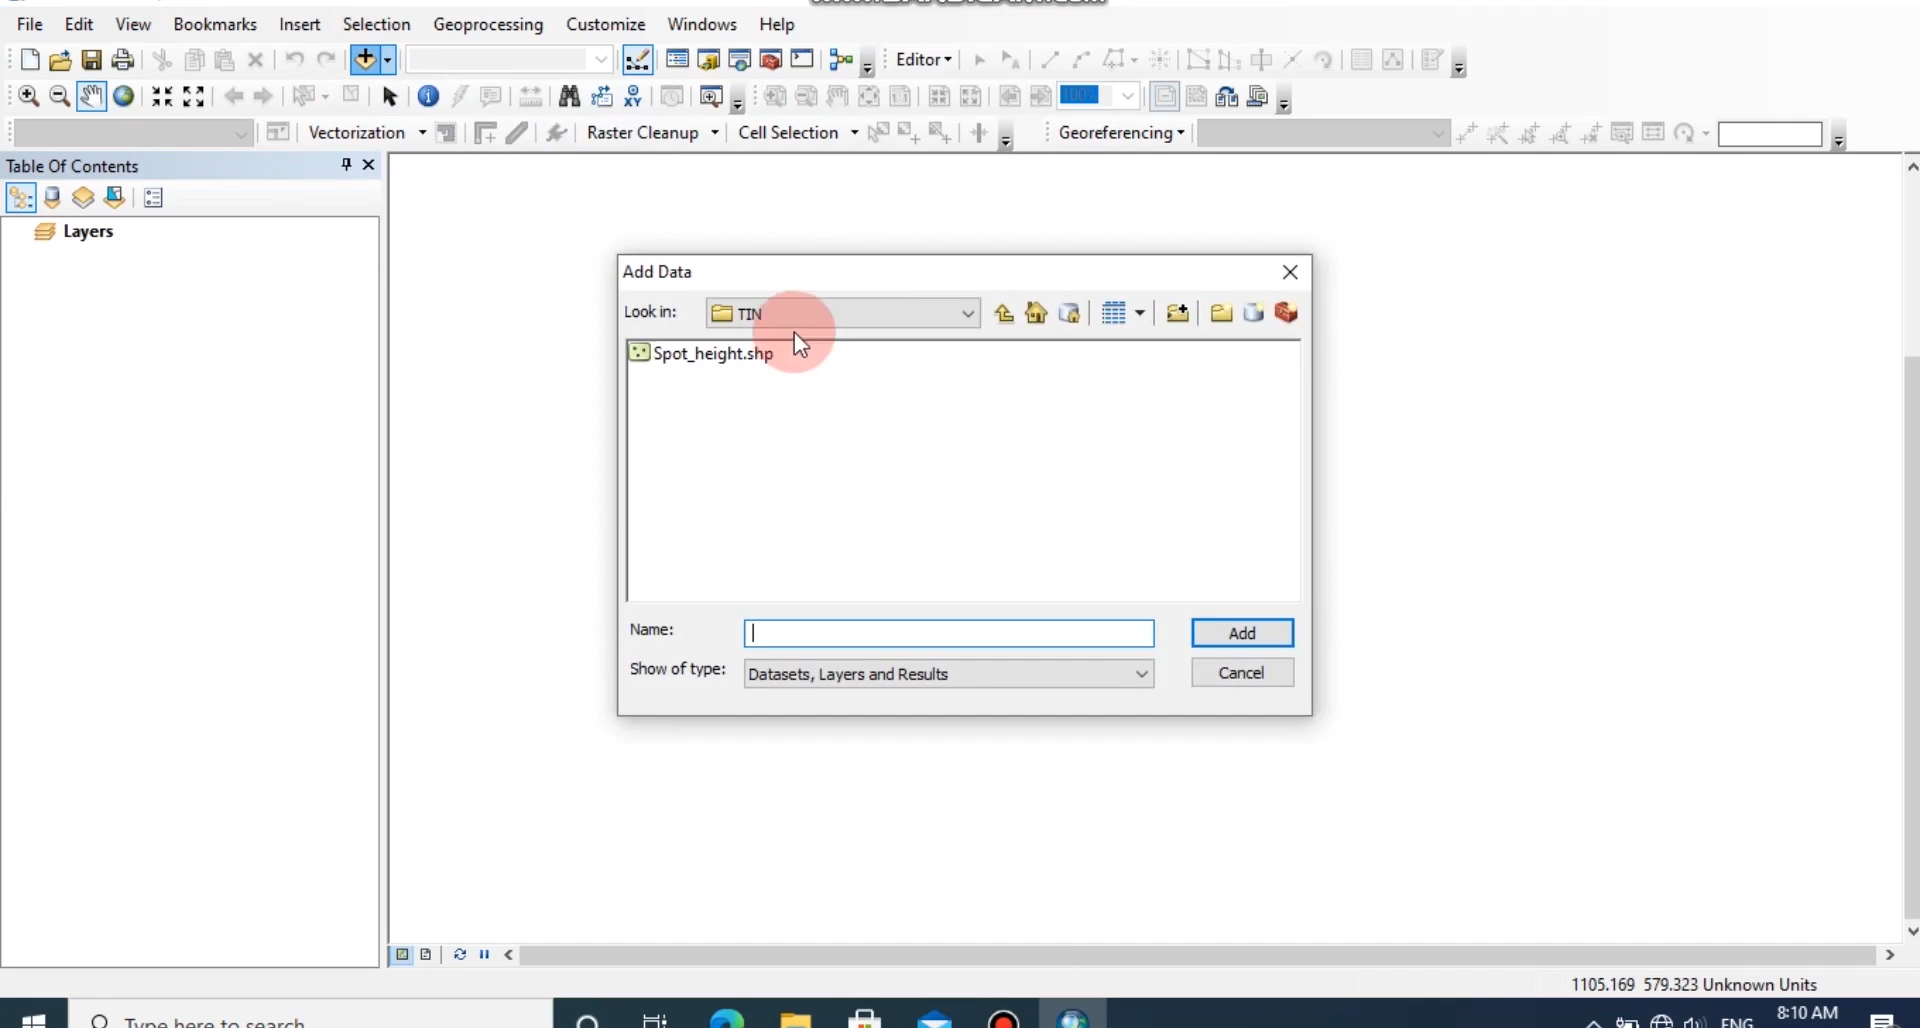 File Edit View Bookmarks Insert Selection Geoprocessing Customize Windows Help
Editor
XY 100%
Vectorization Raster Cleanup Cell Selection Georeferencing
Table Of Contents
Layers
Add Data
Look in: TIN
Spot_height.shp
Name: Add
Show of type: Datasets, Layers and Results Cancel
1105.169 579.323 Unknown Units
Type here to search
ENG 8:10 AM